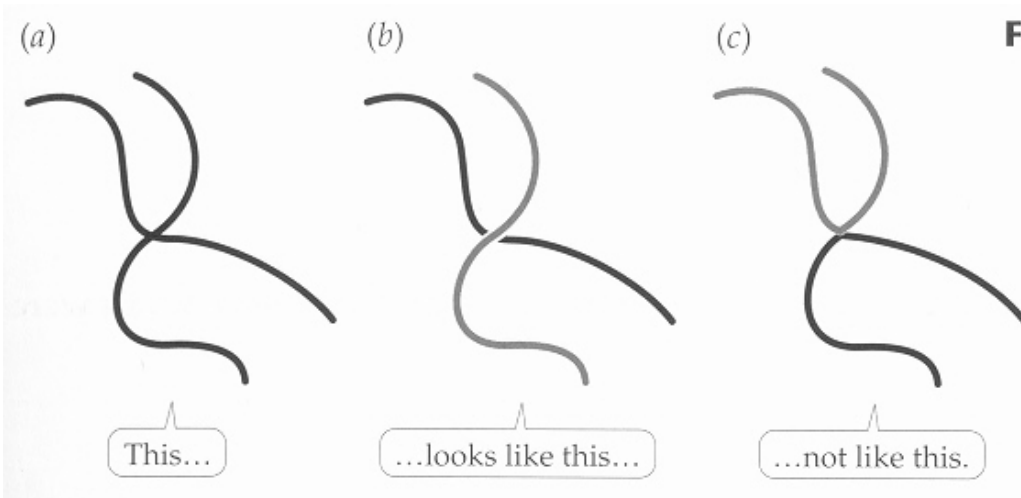 (a)
(b)
(c)
F
This...
...looks like this...
...not like this.